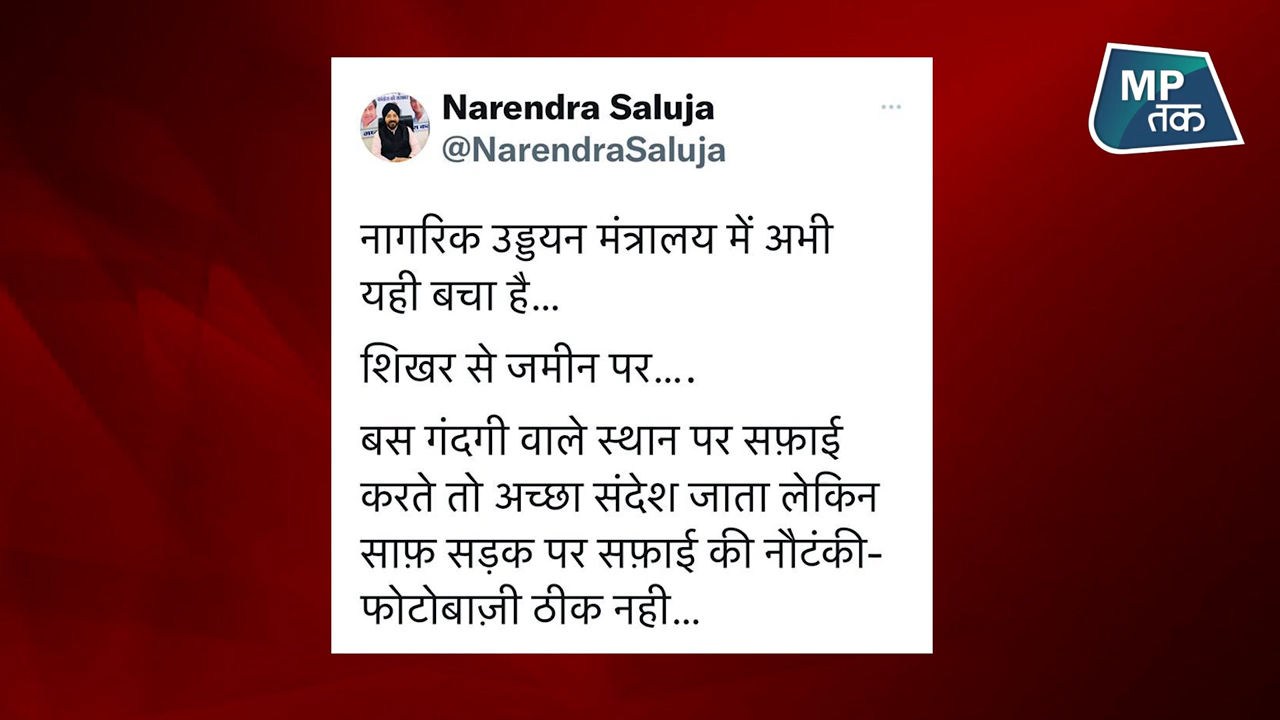 MP
तक
Narendra Saluja
@NarendraSaluja
नागरिक उड्डयन मंत्रालय में अभी
यही बचा है...
शिखर से जमीन पर....
बस गंदगी वाले स्थान पर सफ़ाई
करते तो अच्छा संदेश जाता लेकिन
साफ़ सड़क पर सफ़ाई की नौटंकी-
फोटोबाज़ी ठीक नही...